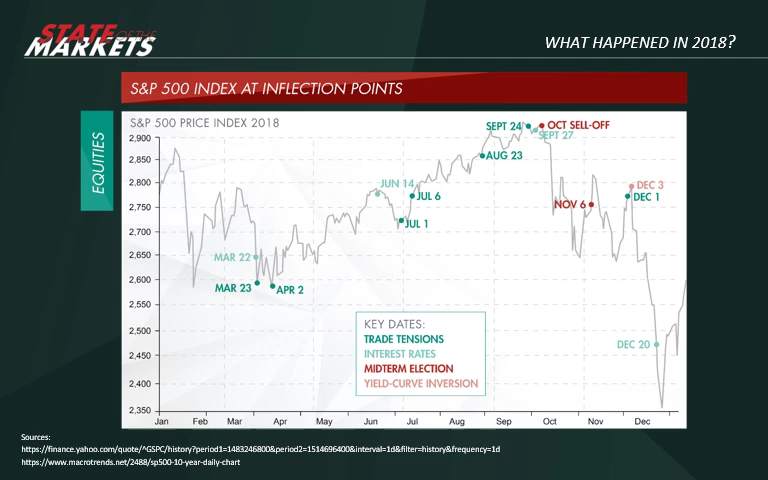 STATE OF THE
MARKETS
WHAT HAPPENED IN 2018?
S&P 500 INDEX AT INFLECTION POINTS
EQUITIES
S&P 500 PRICE INDEX 2018
2,900
2,850
2,800
2,750
2,700
2,650
2,600
2,550
2,500
2,450
2,400
2,350
Jan Feb Mar Apr May Jun Jul Aug Sep Oct Nov Dec
MAR 22
MAR 23
APR 2
JUN 14
JUL 1
JUL 6
AUG 23
SEPT 24
SEPT 27
OCT SELL-OFF
NOV 6
DEC 3
DEC 1
DEC 20
KEY DATES:
TRADE TENSIONS
INTEREST RATES
MIDTERM ELECTION
YIELD-CURVE INVERSION
Sources:
https://finance.yahoo.com/quote/^GSPC/history?period1=1483246800&period2=1514696400&interval=1d&filter=history&frequency=1d
https://www.macrotrends.net/2488/sp500-10-year-daily-chart